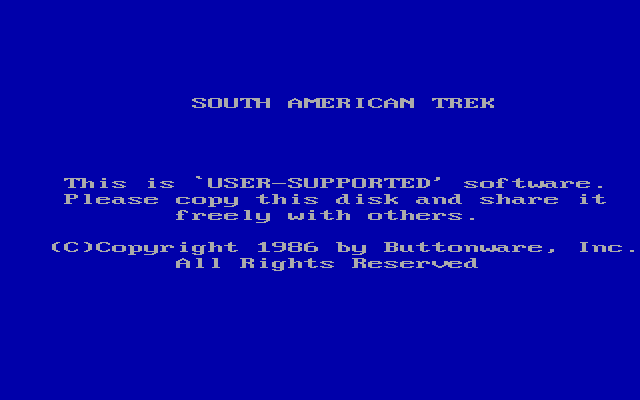 SOUTH AMERICAN TREK
This is `USER-SUPPORTED' software.
Please copy this disk and share it
freely with others.
(C)Copyright 1986 by Buttonware, Inc.
All Rights Reserved